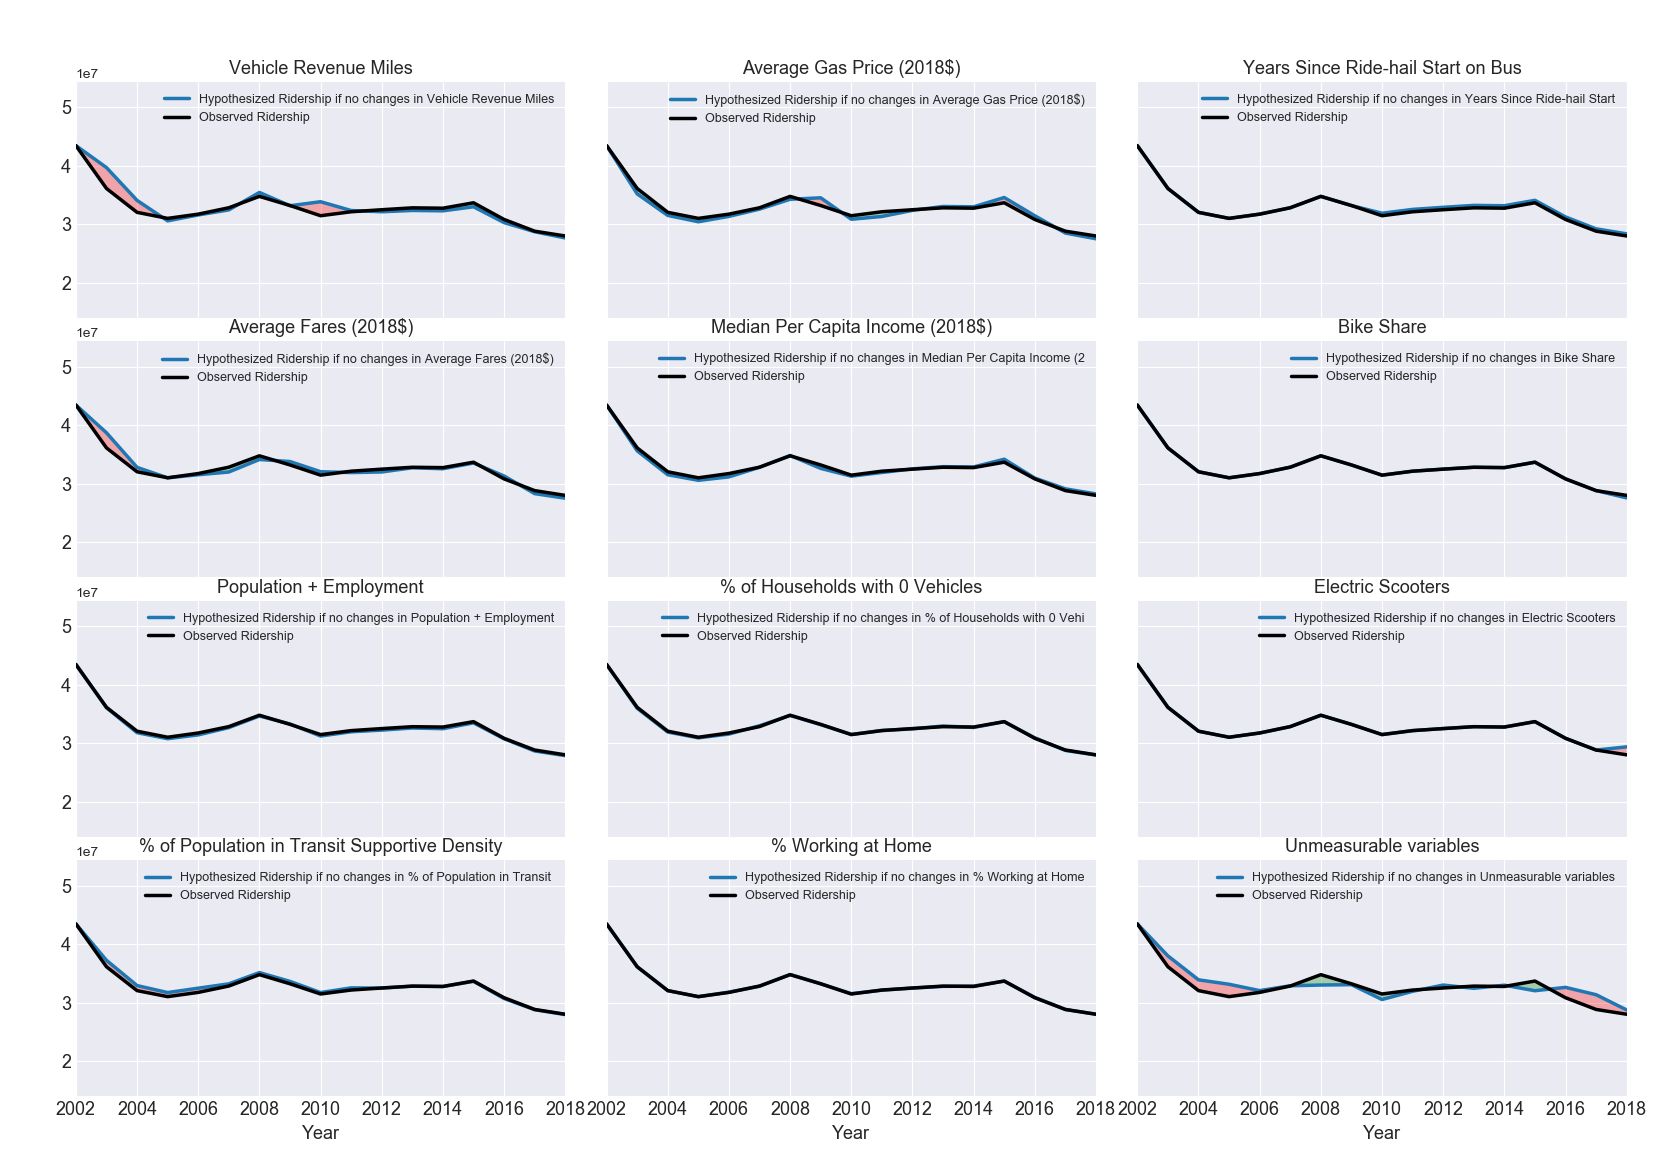 Vehicle Revenue Miles
1e7
Hypothesized Ridership if no changes in Vehicle Revenue Miles
Observed Ridership
5
4
3
2
Average Gas Price (2018$)
Hypothesized Ridership if no changes in Average Gas Price (2018$)
Observed Ridership
Years Since Ride-hail Start on Bus
Hypothesized Ridership if no changes in Years Since Ride-hail Start
Observed Ridership
Average Fares (2018$)
1e7
Hypothesized Ridership if no changes in Average Fares (2018$)
Observed Ridership
5
4
3
2
Median Per Capita Income (2018$)
Hypothesized Ridership if no changes in Median Per Capita Income (2
Observed Ridership
Bike Share
Hypothesized Ridership if no changes in Bike Share
Observed Ridership
Population + Employment
1e7
Hypothesized Ridership if no changes in Population + Employment
Observed Ridership
5
4
3
2
% of Households with 0 Vehicles
Hypothesized Ridership if no changes in % of Households with 0 Vehi
Observed Ridership
Electric Scooters
Hypothesized Ridership if no changes in Electric Scooters
Observed Ridership
% of Population in Transit Supportive Density
1e7
Hypothesized Ridership if no changes in % of Population in Transit
Observed Ridership
5
4
3
2
2002 2004 2006 2008 2010 2012 2014 2016 2018
Year
% Working at Home
Hypothesized Ridership if no changes in % Working at Home
Observed Ridership
2002 2004 2006 2008 2010 2012 2014 2016 2018
Year
Unmeasurable variables
Hypothesized Ridership if no changes in Unmeasurable variables
Observed Ridership
2002 2004 2006 2008 2010 2012 2014 2016 2018
Year